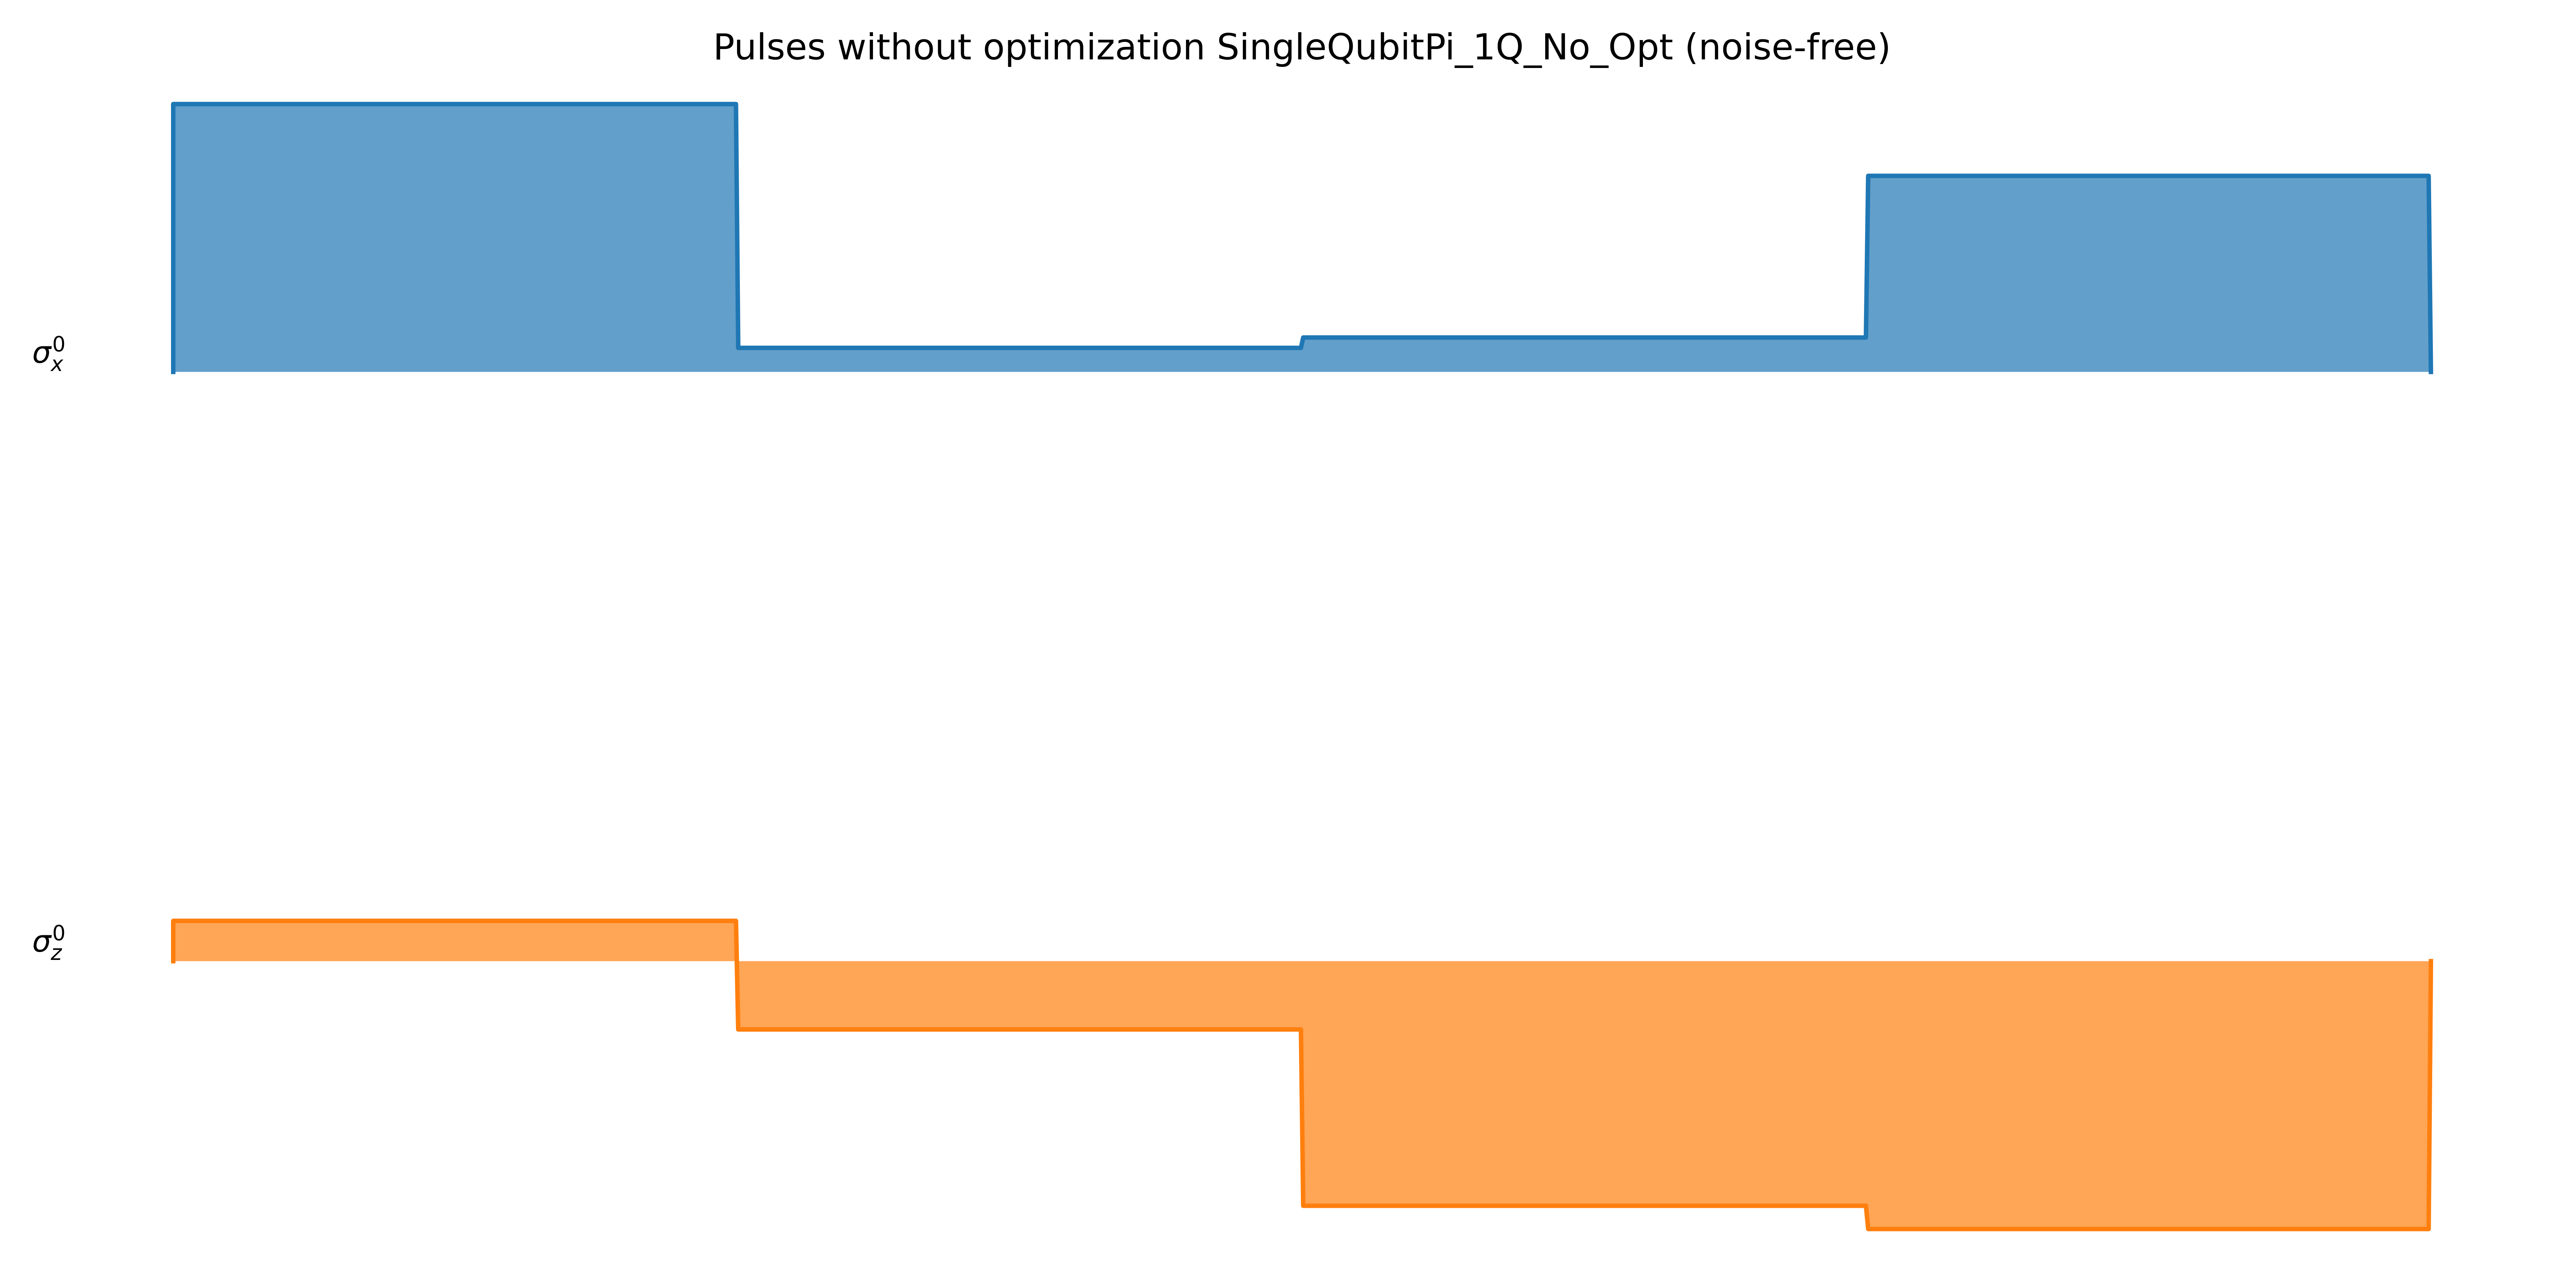 Pulses without optimization SingleQubitPi_1Q_No_Opt (noise-free)
σ_x^0
σ_z^0